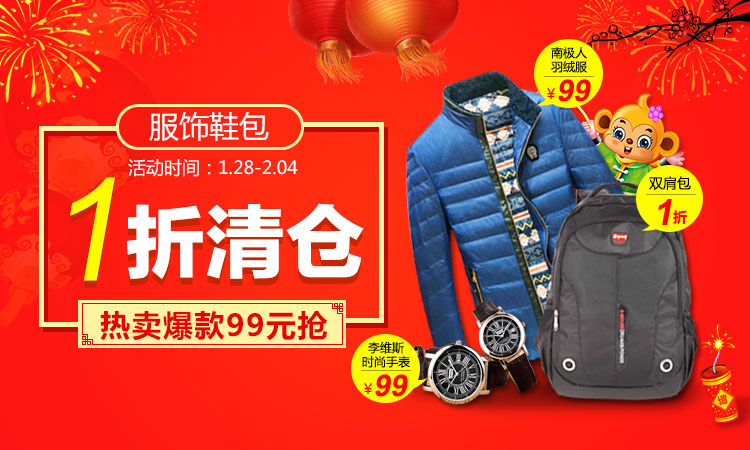 服饰鞋包
活动时间：1.28-2.04
1折清仓
热卖爆款99元抢
南极人
羽绒服
¥99
双肩包
1折
李维斯
时尚手表
¥99